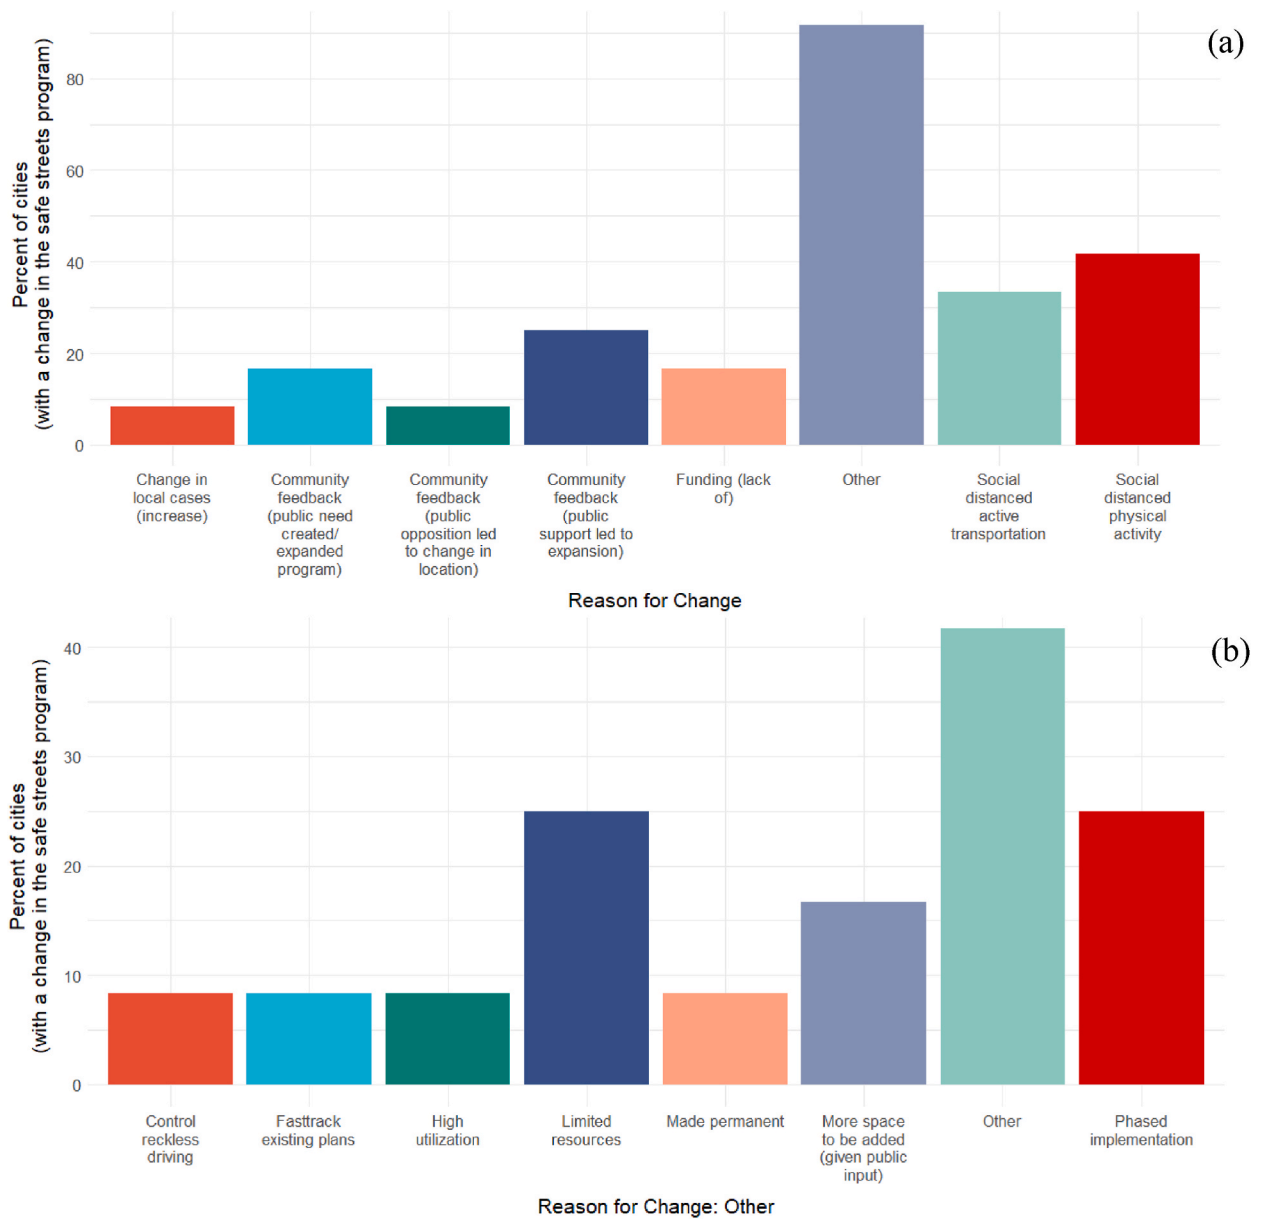 (a)
Percent of cities
(with a change in the safe streets program)
80
60
40
20
0
Change in
local cases
(increase)
Community
feedback
(public need
created/
expanded
program)
Community
feedback
(public
opposition led
to change in
location)
Community
feedback
(public
support led to
expansion)
Funding (lack
of)
Other
Social
distanced
active
transportation
Social
distanced
physical
activity
Reason for Change
(b)
Percent of cities
(with a change in the safe streets program)
40
30
20
10
0
Control
reckless
driving
Fasttrack
existing plans
High
utilization
Limited
resources
Made permanent
More space
to be added
(given public
input)
Other
Phased
implementation
Reason for Change: Other